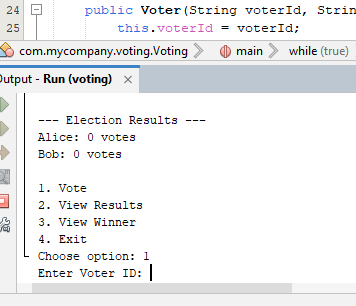 24 public Voter(String voterId, Strin
25 this.voterId = voterId;
com.mycompany.voting.Voting main while (true)
Output - Run (voting) ×
--- Election Results ---
Alice: 0 votes
Bob: 0 votes
1. Vote
2. View Results
3. View Winner
4. Exit
Choose option: 1
Enter Voter ID: